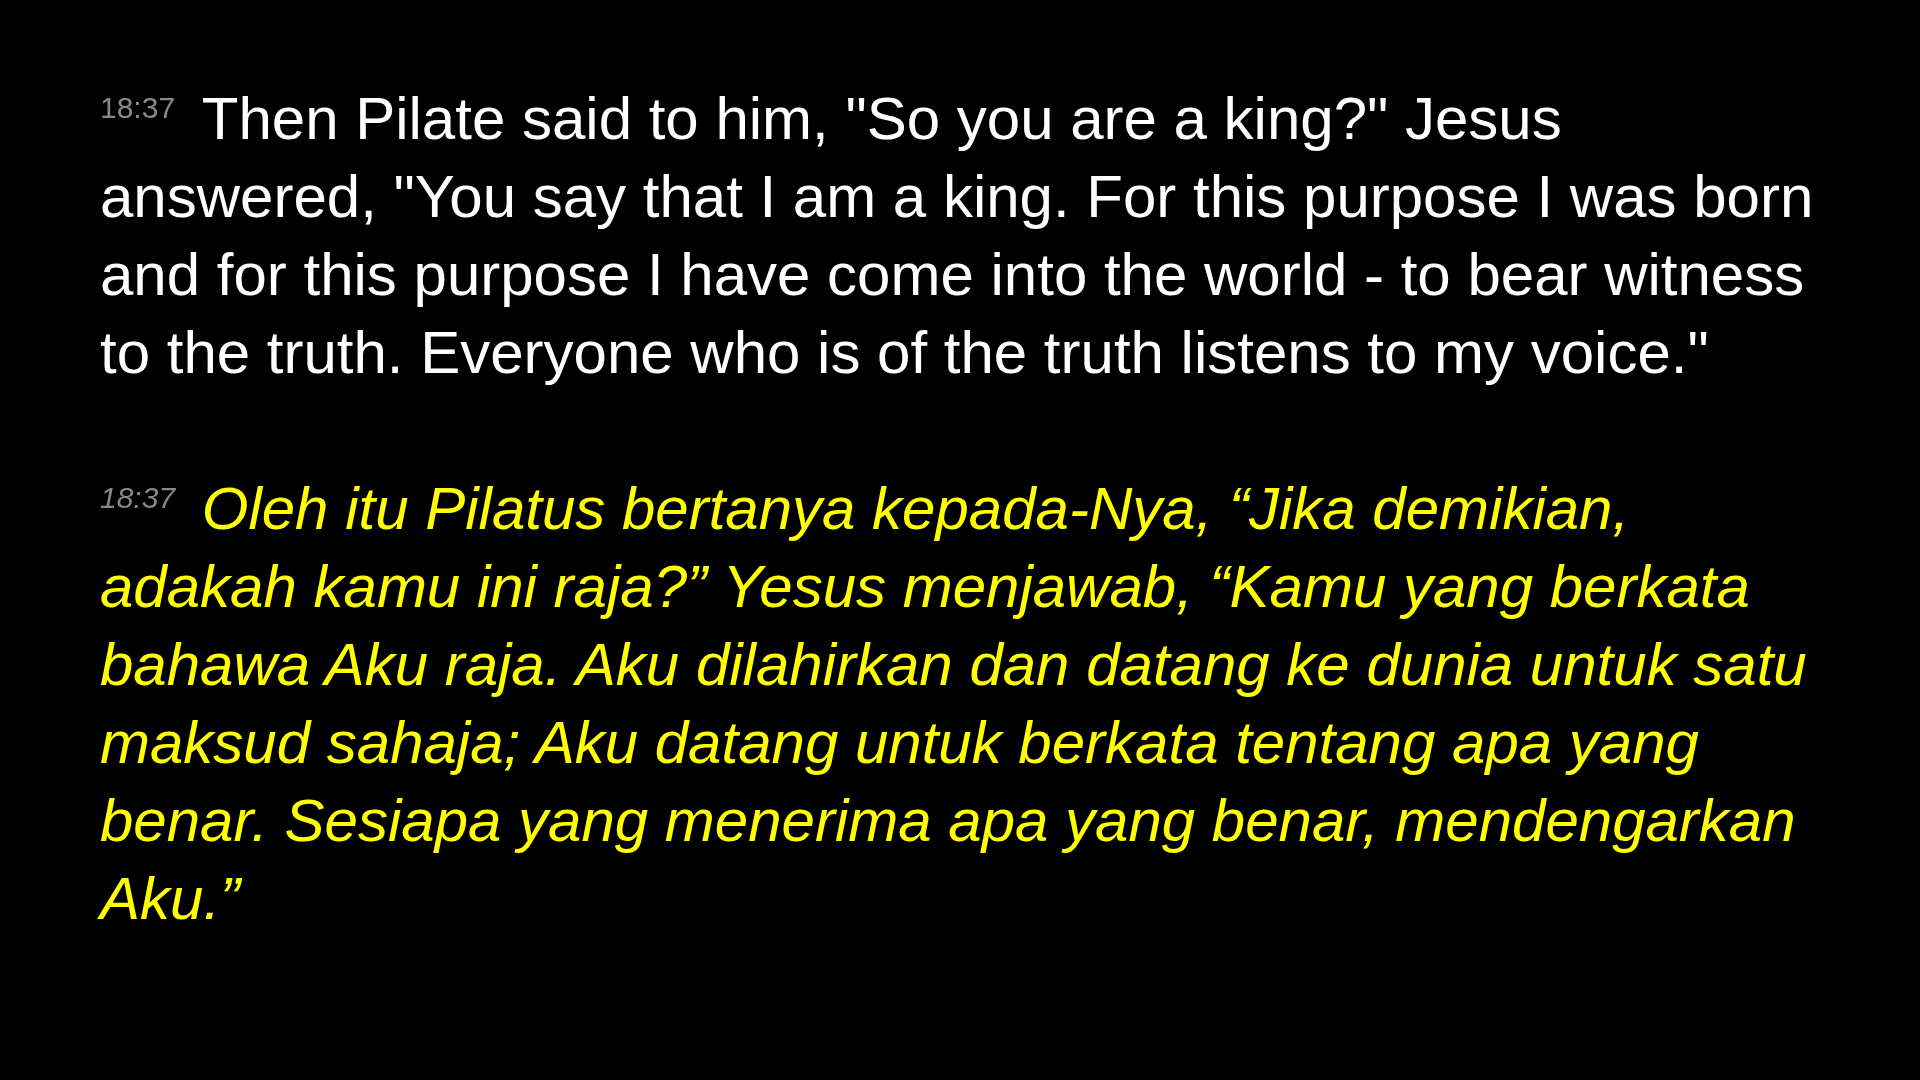 18:37 Then Pilate said to him, "So you are a king?" Jesus
answered, "You say that I am a king. For this purpose I was born
and for this purpose I have come into the world - to bear witness
to the truth. Everyone who is of the truth listens to my voice."
18:37 Oleh itu Pilatus bertanya kepada-Nya, “Jika demikian,
adakah kamu ini raja?” Yesus menjawab, “Kamu yang berkata
bahawa Aku raja. Aku dilahirkan dan datang ke dunia untuk satu
maksud sahaja; Aku datang untuk berkata tentang apa yang
benar. Sesiapa yang menerima apa yang benar, mendengarkan
Aku.”